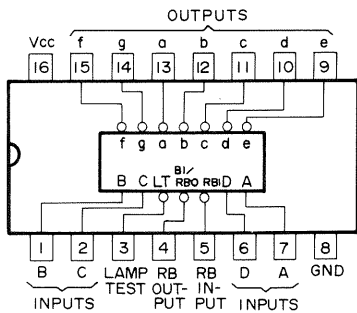 OUTPUTS
Vcc f g a b c d e
16 15 14 13 12 11 10 9
f g a b c d e
BI/
B C LT RBO RBI D A
1 2 3 4 5 6 7 8
B C LAMP RB RB D A GND
TEST OUT- IN-
INPUTS PUT PUT INPUTS